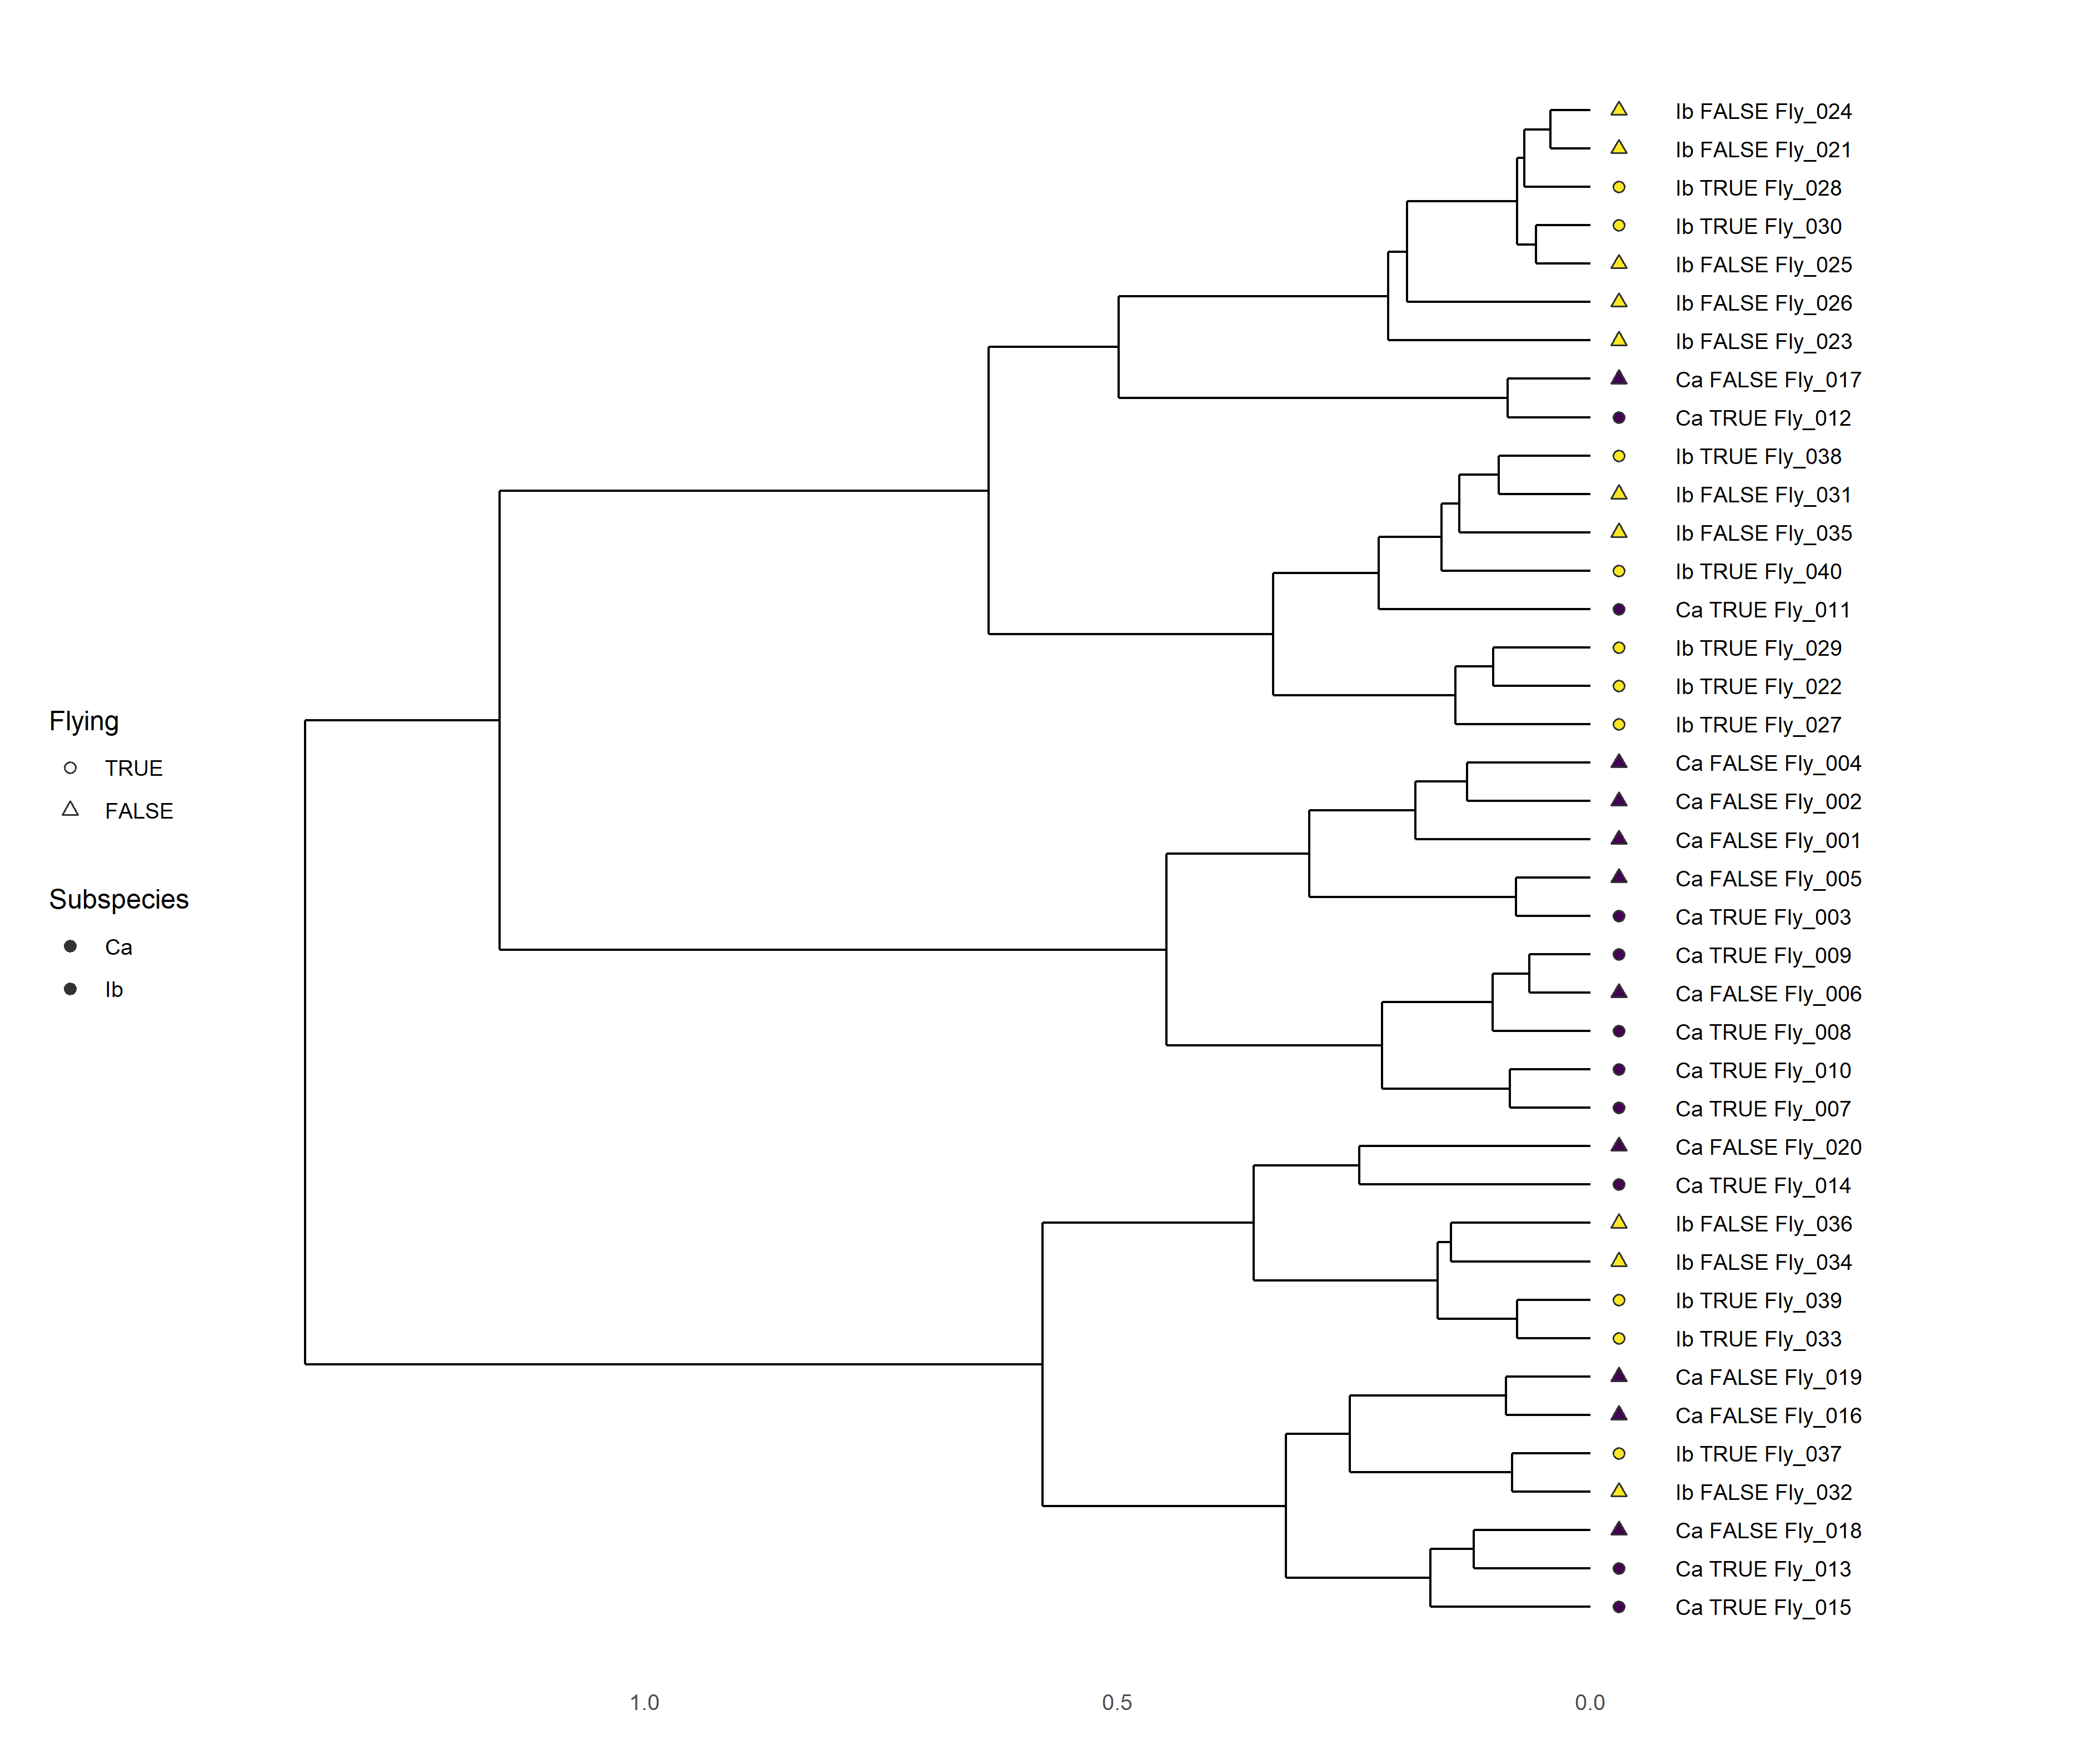 Ib FALSE Fly_024
Ib FALSE Fly_021
Ib TRUE Fly_028
Ib TRUE Fly_030
Ib FALSE Fly_025
Ib FALSE Fly_026
Ib FALSE Fly_023
Ca FALSE Fly_017
Ca TRUE Fly_012
Ib TRUE Fly_038
Ib FALSE Fly_031
Ib FALSE Fly_035
Ib TRUE Fly_040
Ca TRUE Fly_011
Ib TRUE Fly_029
Ib TRUE Fly_022
Ib TRUE Fly_027
Ca FALSE Fly_004
Ca FALSE Fly_002
Ca FALSE Fly_001
Ca FALSE Fly_005
Ca TRUE Fly_003
Ca TRUE Fly_009
Ca FALSE Fly_006
Ca TRUE Fly_008
Ca TRUE Fly_010
Ca TRUE Fly_007
Ca FALSE Fly_020
Ca TRUE Fly_014
Ib FALSE Fly_036
Ib FALSE Fly_034
Ib TRUE Fly_039
Ib TRUE Fly_033
Ca FALSE Fly_019
Ca FALSE Fly_016
Ib TRUE Fly_037
Ib FALSE Fly_032
Ca FALSE Fly_018
Ca TRUE Fly_013
Ca TRUE Fly_015
Flying
TRUE
FALSE
Subspecies
Ca
Ib
1.0 0.5 0.0